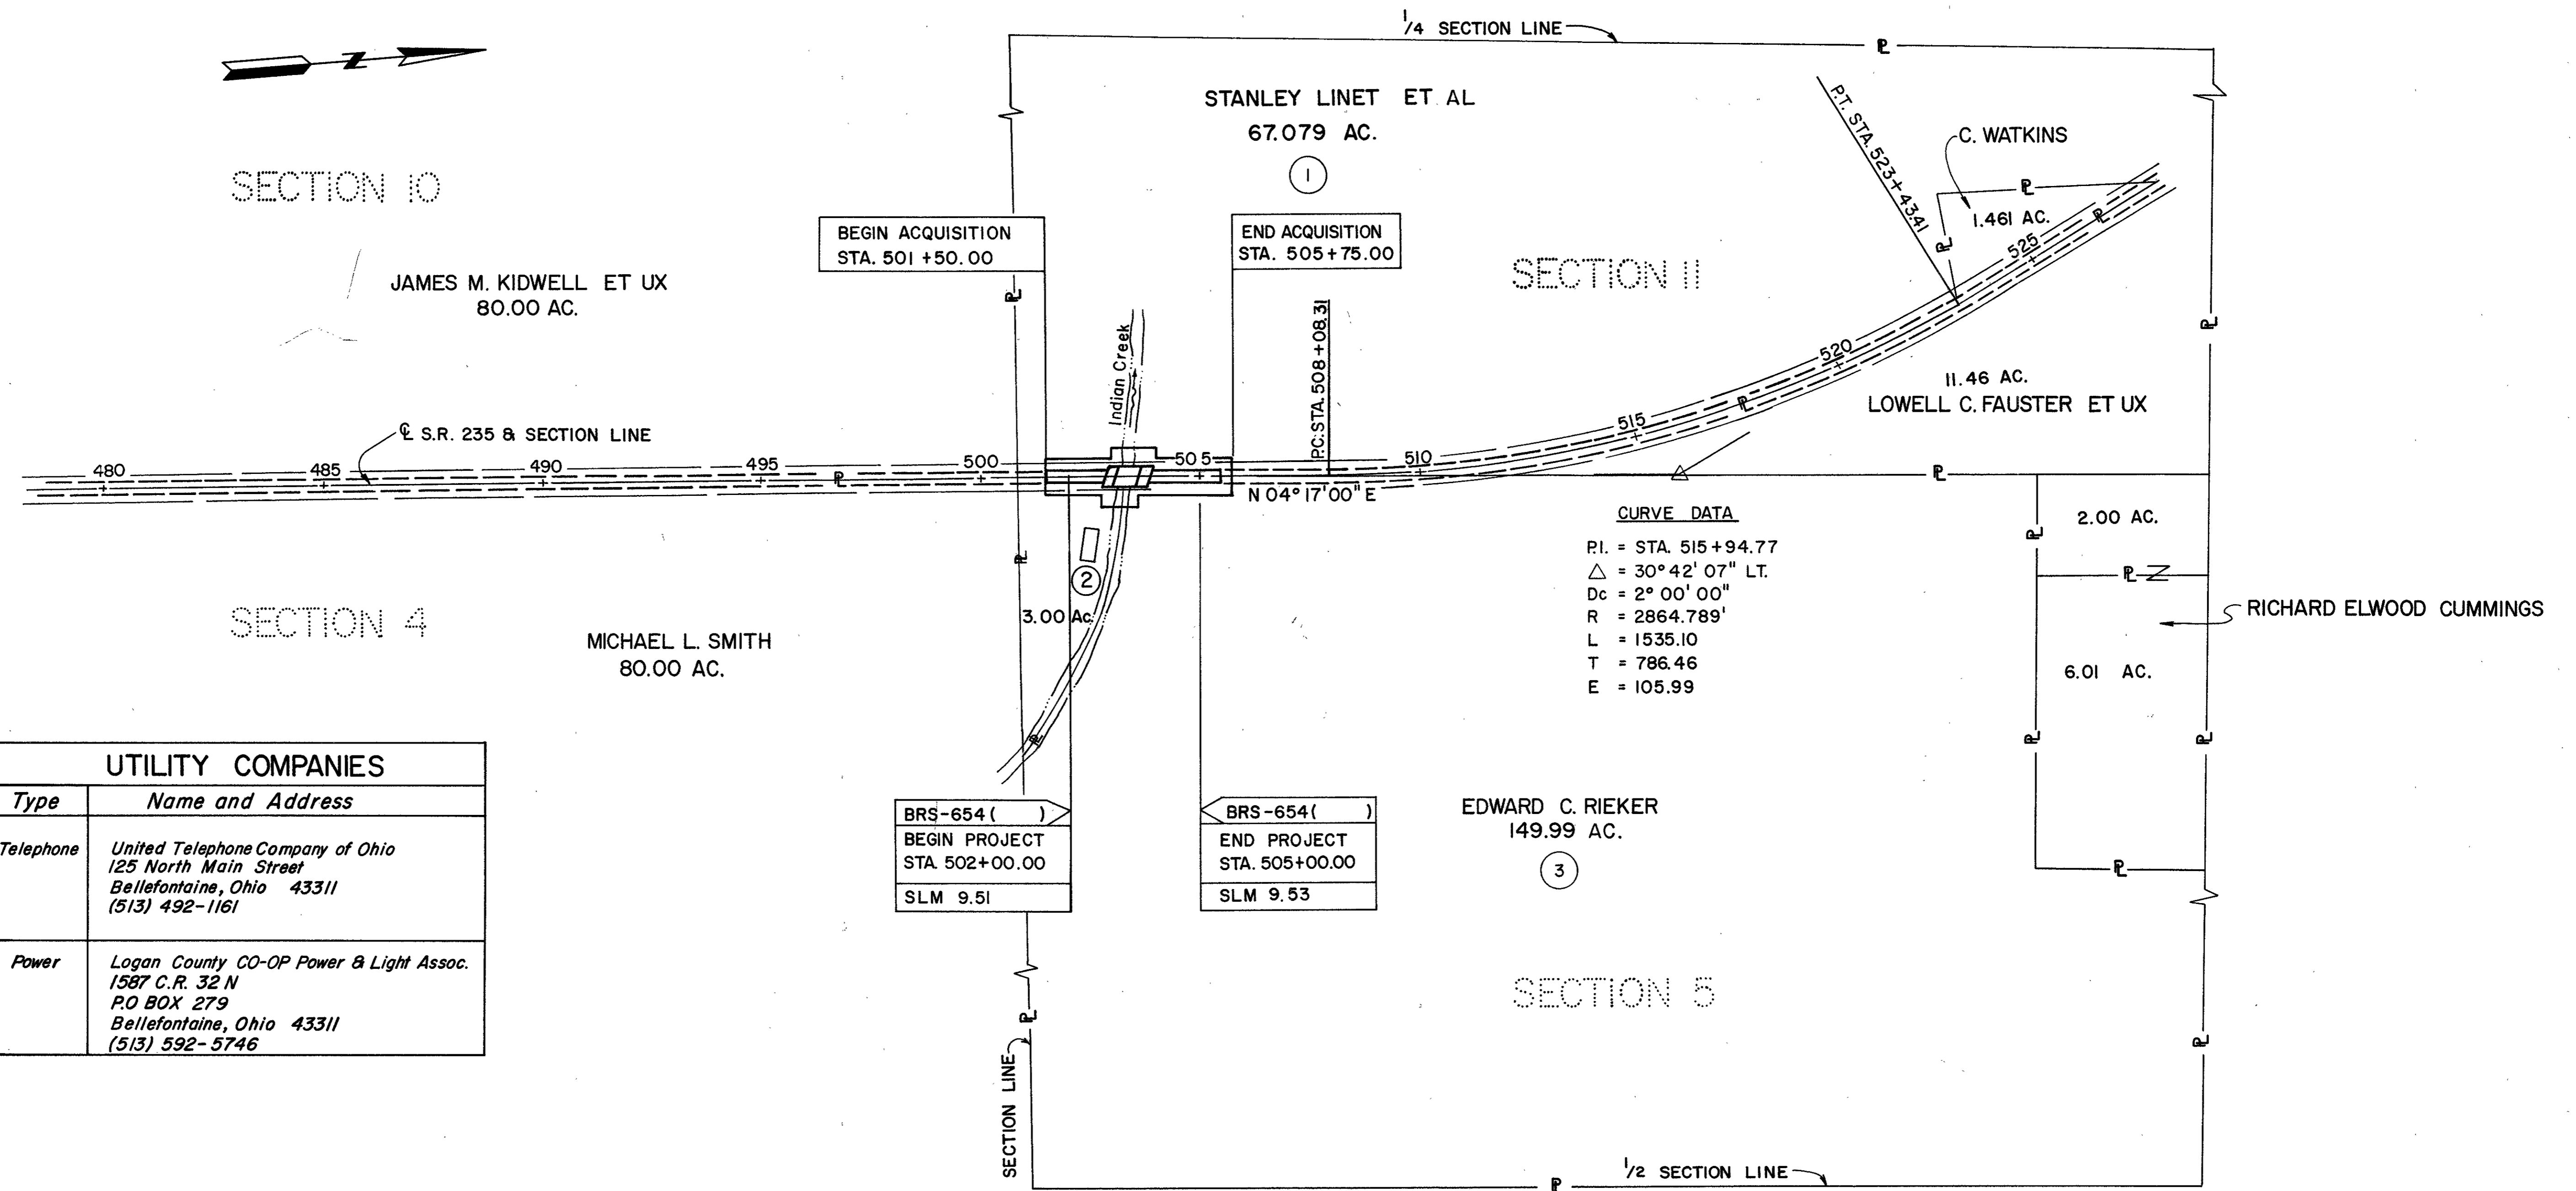 1/4 SECTION LINE
P
L
N
STANLEY LINET ET AL
67.079 AC.
1
P.T. STA. 523+43.41
C. WATKINS
1.461 AC.
SECTION 10
BEGIN ACQUISITION
STA. 501 +50.00
END ACQUISITION
STA. 505+75.00
SECTION 11
JAMES M. KIDWELL ET UX
80.00 AC.
Indian Creek
P.C. STA. 508 +08.31
11.46 AC.
LOWELL C. FAUSTER ET UX
℄ S.R. 235 & SECTION LINE
480 485 490 495 500 505 510 515 520 525
N 04° 17' 00" E
CURVE DATA
P.I. = STA. 515+94.77
△ = 30° 42' 07" LT.
Dc = 2° 00' 00"
R = 2864.789'
L = 1535.10
T = 786.46
E = 105.99
2.00 AC.
RICHARD ELWOOD CUMMINGS
6.01 AC.
2
3.00 Ac.
SECTION 4
MICHAEL L. SMITH
80.00 AC.
UTILITY COMPANIES
Type Name and Address
Telephone United Telephone Company of Ohio
125 North Main Street
Bellefontaine, Ohio 43311
(513) 492-1161
Power Logan County CO-OP Power & Light Assoc.
1587 C.R. 32 N
P.O BOX 279
Bellefontaine, Ohio 43311
(513) 592-5746
BRS-654 ( )
BEGIN PROJECT
STA. 502+00.00
SLM 9.51
BRS-654 ( )
END PROJECT
STA. 505+00.00
SLM 9.53
EDWARD C. RIEKER
149.99 AC.
3
SECTION 5
SECTION LINE
1/2 SECTION LINE